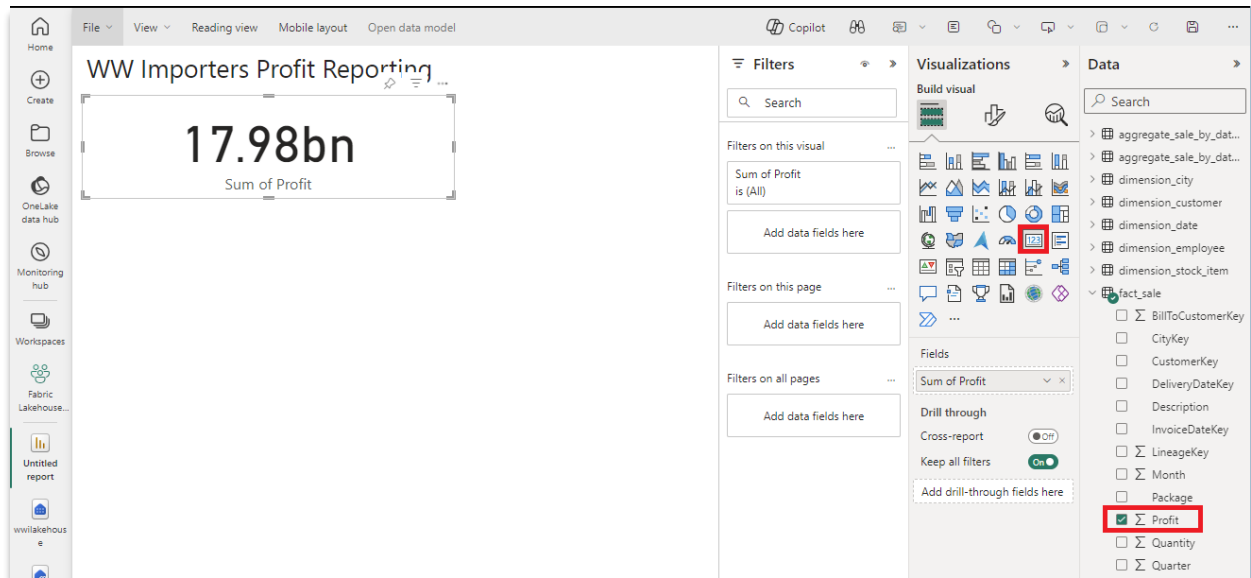 Home
Create
Browse
OneLake
data hub
Monitoring
hub
Workspaces
Fabric
Lakehouse...
Untitled
report
wwilakehous
e
File View Reading view Mobile layout Open data model
Copilot
WW Importers Profit Reporting
17.98bn
Sum of Profit
Filters
Search
Filters on this visual
Sum of Profit
is (All)
Add data fields here
Filters on this page
Add data fields here
Filters on all pages
Add data fields here
Visualizations
Build visual
123
Fields
Sum of Profit
Drill through
Cross-report Off
Keep all filters On
Add drill-through fields here
Data
Search
aggregate_sale_by_dat...
aggregate_sale_by_dat...
dimension_city
dimension_customer
dimension_date
dimension_employee
dimension_stock_item
fact_sale
Σ BillToCustomerKey
CityKey
CustomerKey
DeliveryDateKey
Description
InvoiceDateKey
Σ LineageKey
Σ Month
Package
Σ Profit
Σ Quantity
Σ Quarter